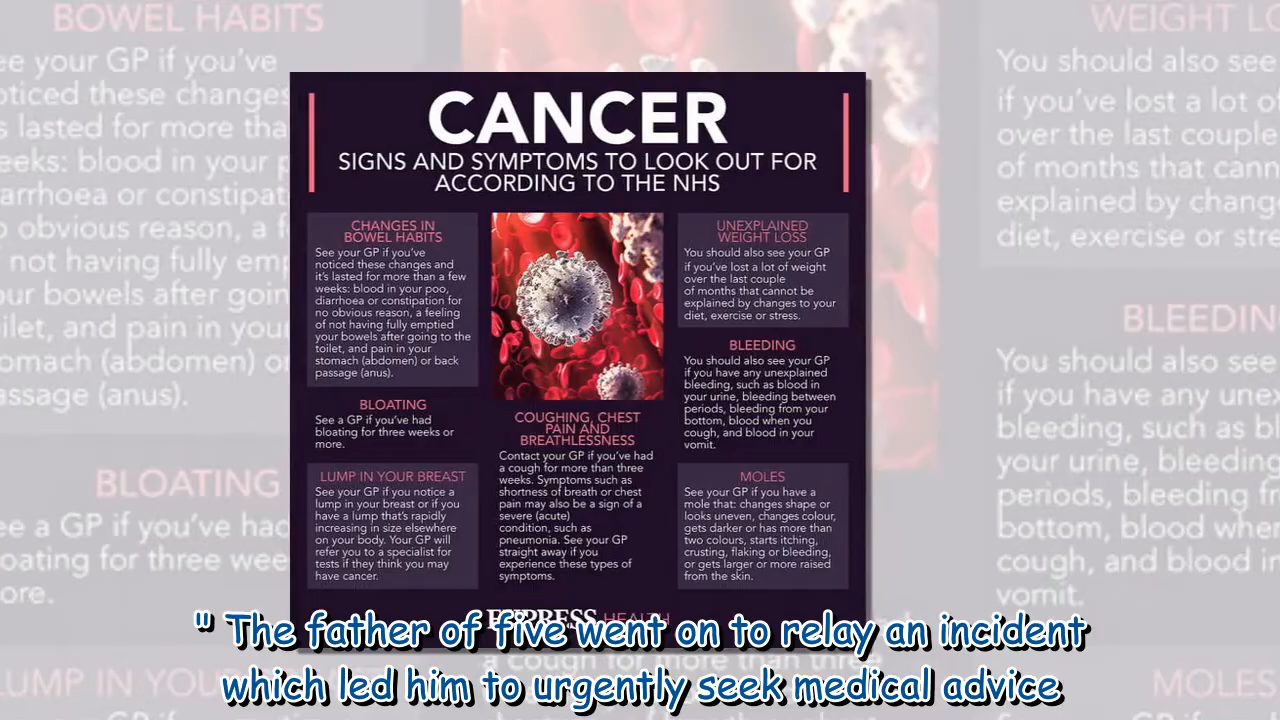 CANCER
SIGNS AND SYMPTOMS TO LOOK OUT FOR
ACCORDING TO THE NHS
CHANGES IN
BOWEL HABITS
See your GP if you've
noticed these changes and
it's lasted for more than a few
weeks: blood in your poo,
diarrhoea or constipation for
no obvious reason, a feeling
of not having fully emptied
your bowels after going to the
toilet, and pain in your
stomach (abdomen) or back
passage (anus).
BLOATING
See a GP if you've had
bloating for three weeks or
more.
LUMP IN YOUR BREAST
See your GP if you notice a
lump in your breast or if you
have a lump that's rapidly
increasing in size elsewhere
on your body. Your GP will
refer you to a specialist for
tests if they think you may
have cancer.
COUGHING, CHEST
PAIN AND
BREATHLESSNESS
Contact your GP if you've had
a cough for more than three
weeks. Symptoms such as
shortness of breath or chest
pain may also be a sign of a
severe (acute)
condition, such as
pneumonia. See your GP
straight away if you
experience these types of
symptoms.
UNEXPLAINED
WEIGHT LOSS
You should also see your GP
if you've lost a lot of weight
over the last couple
of months that cannot be
explained by changes to your
diet, exercise or stress.
BLEEDING
You should also see your GP
if you have any unexplained
bleeding, such as blood in
your urine, bleeding between
periods, bleeding from your
bottom, blood when you
cough, and blood in your
vomit.
MOLES
See your GP if you have a
mole that: changes shape or
looks uneven, changes colour,
gets darker or has more than
two colours, starts itching,
crusting, flaking or bleeding,
or gets larger or more raised
from the skin.
EXPRESS HEALTH
" The father of five went on to relay an incident
which led him to urgently seek medical advice